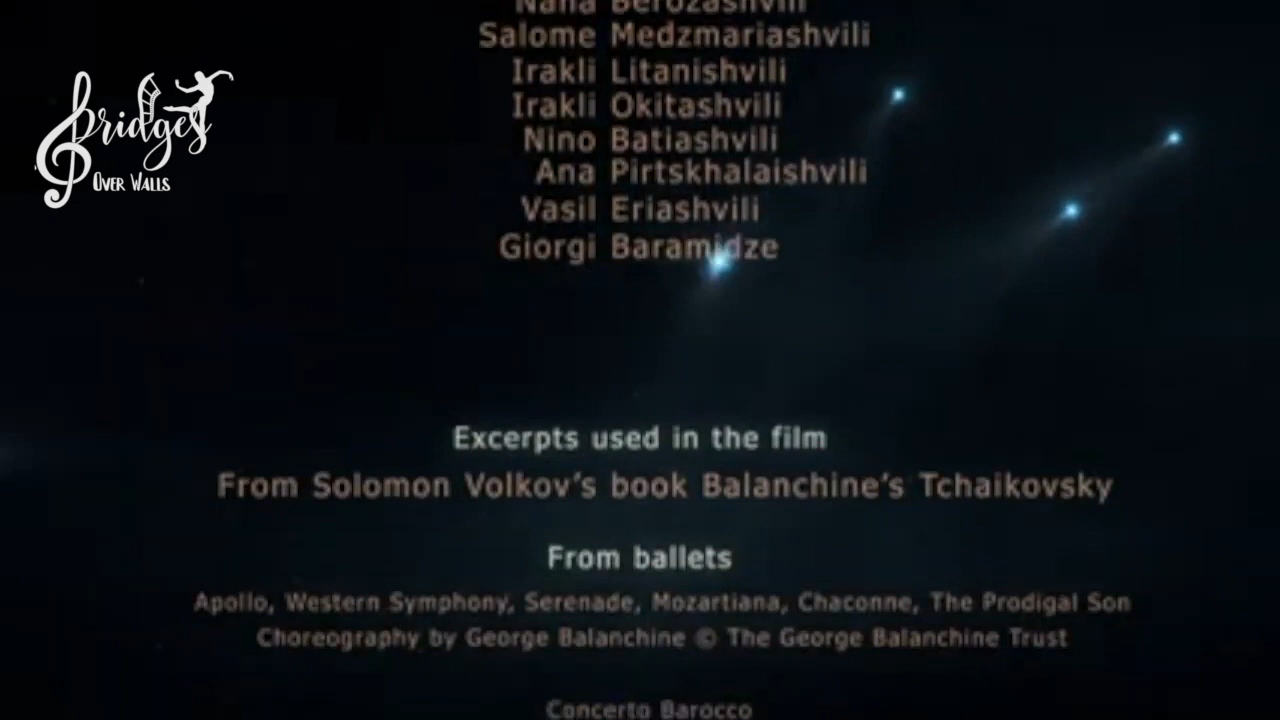 Nana Berozashvili
Salome Medzmariashvili
Irakli Litanishvili
Irakli Okitashvili
Nino Batiashvili
Ana Pirtskhalaishvili
Vasil Eriashvili
Giorgi Baramidze
Bridges
OVER WALLS
Excerpts used in the film
From Solomon Volkov’s book Balanchine’s Tchaikovsky
From ballets
Apollo, Western Symphony, Serenade, Mozartiana, Chaconne, The Prodigal Son
Choreography by George Balanchine © The George Balanchine Trust
Concerto Barocco